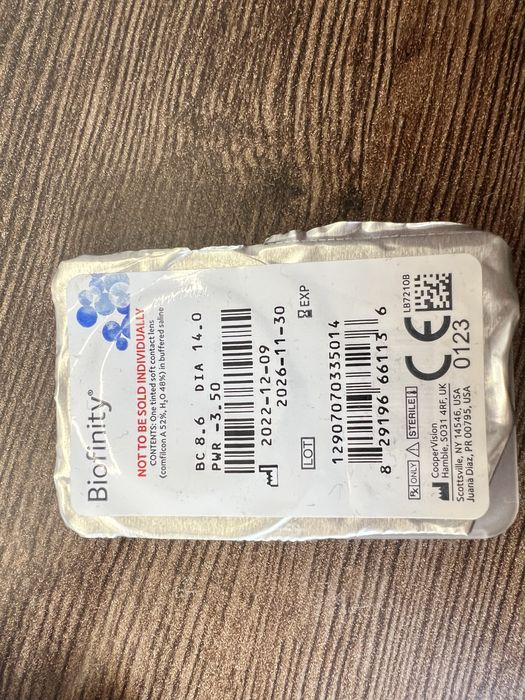 Biofinity®
NOT TO BE SOLD INDIVIDUALLY
CONTENTS: One tinted soft contact lens
(comfilcon A 52%, H₂O 48%) in buffered saline
BC 8.6 DIA 14.0
PWR -3.50
2022-12-09
2026-11-30
EXP
LOT
12907070335014
8 29196 66113 6
Rx ONLY STERILE
CooperVision
Hamble, SO31 4RF, UK
Scottsville, NY 14546, USA
Juana Diaz, PR 00795, USA
CE
0123
LB7210B